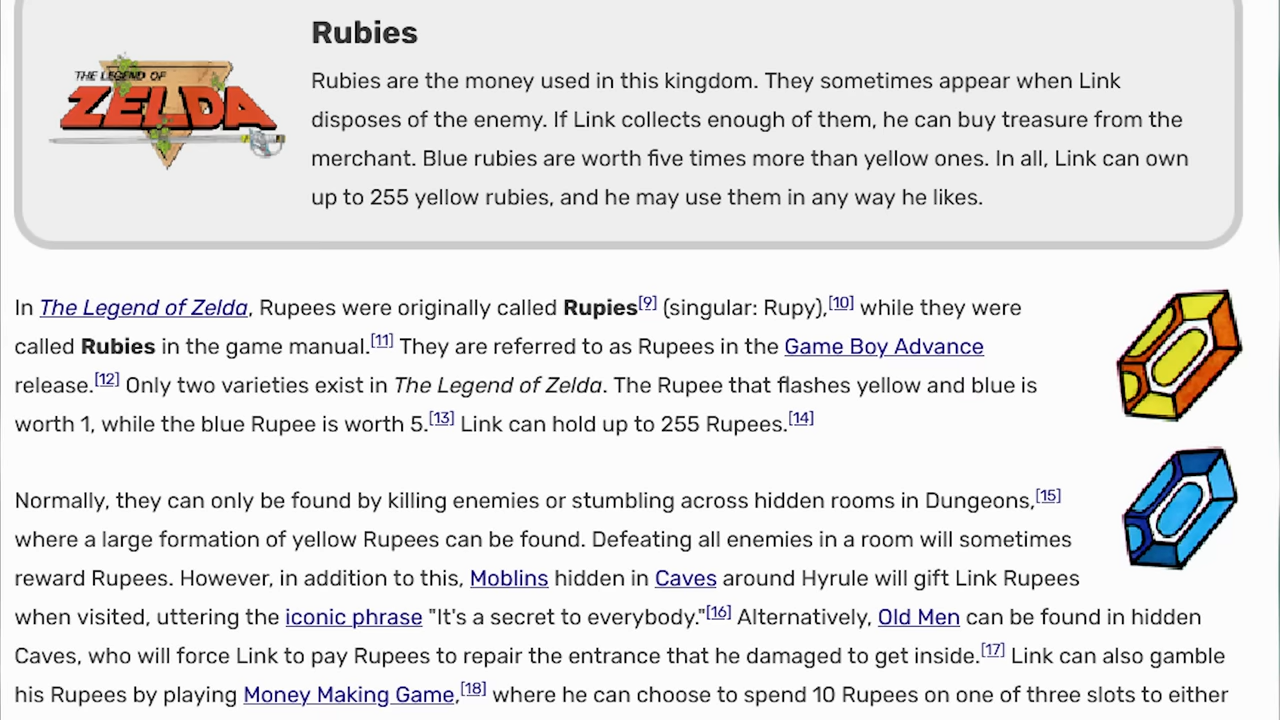 Rubies
THE LEGEND OF
ZELDA
Rubies are the money used in this kingdom. They sometimes appear when Link
disposes of the enemy. If Link collects enough of them, he can buy treasure from the
merchant. Blue rubies are worth five times more than yellow ones. In all, Link can own
up to 255 yellow rubies, and he may use them in any way he likes.
In The Legend of Zelda, Rupees were originally called Rupies[9] (singular: Rupy),[10] while they were
called Rubies in the game manual.[11] They are referred to as Rupees in the Game Boy Advance
release.[12] Only two varieties exist in The Legend of Zelda. The Rupee that flashes yellow and blue is
worth 1, while the blue Rupee is worth 5.[13] Link can hold up to 255 Rupees.[14]
Normally, they can only be found by killing enemies or stumbling across hidden rooms in Dungeons,[15]
where a large formation of yellow Rupees can be found. Defeating all enemies in a room will sometimes
reward Rupees. However, in addition to this, Moblins hidden in Caves around Hyrule will gift Link Rupees
when visited, uttering the iconic phrase "It's a secret to everybody."[16] Alternatively, Old Men can be found in hidden
Caves, who will force Link to pay Rupees to repair the entrance that he damaged to get inside.[17] Link can also gamble
his Rupees by playing Money Making Game,[18] where he can choose to spend 10 Rupees on one of three slots to either